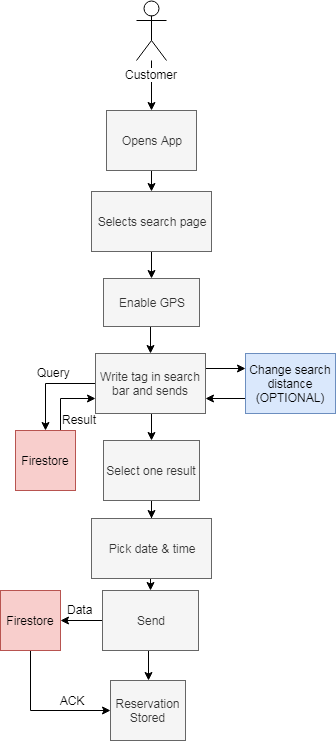 Customer
Opens App
Selects search page
Enable GPS
Write tag in search
bar and sends
Change search
distance
(OPTIONAL)
Query
Result
Firestore
Select one result
Pick date & time
Send
Data
Firestore
ACK
Reservation
Stored